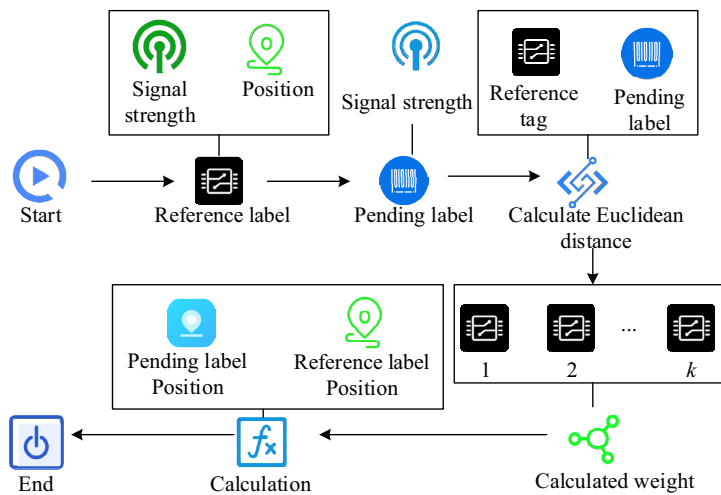 Signal
strength
Position
Signal strength
Reference
tag
Pending
label
Start
Reference label
Pending label
Calculate Euclidean
distance
Pending label
Position
Reference label
Position
1
2
...
k
End
Calculation
Calculated weight